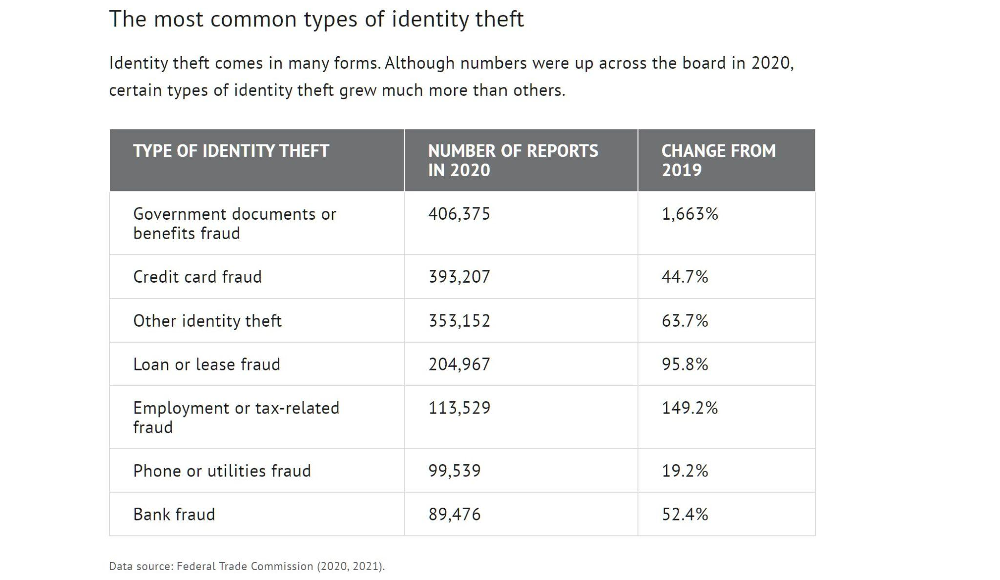 The most common types of identity theft
Identity theft comes in many forms. Although numbers were up across the board in 2020,
certain types of identity theft grew much more than others.
TYPE OF IDENTITY THEFT
NUMBER OF REPORTS
IN 2020
CHANGE FROM
2019
Government documents or
benefits fraud
406,375
1,663%
Credit card fraud
393,207
44.7%
Other identity theft
353,152
63.7%
Loan or lease fraud
204,967
95.8%
Employment or tax-related
fraud
113,529
149.2%
Phone or utilities fraud
99,539
19.2%
Bank fraud
89,476
52.4%
Data source: Federal Trade Commission (2020, 2021).